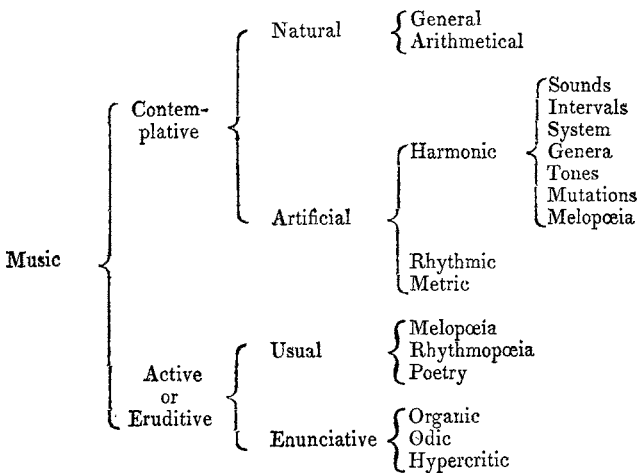 Music
Contem-
plative
Natural
General
Arithmetical
Artificial
Harmonic
Sounds
Intervals
System
Genera
Tones
Mutations
Melopœia
Rhythmic
Metric
Active
or
Eruditive
Usual
Melopœia
Rhythmopœia
Poetry
Enunciative
Organic
Odic
Hypercritic